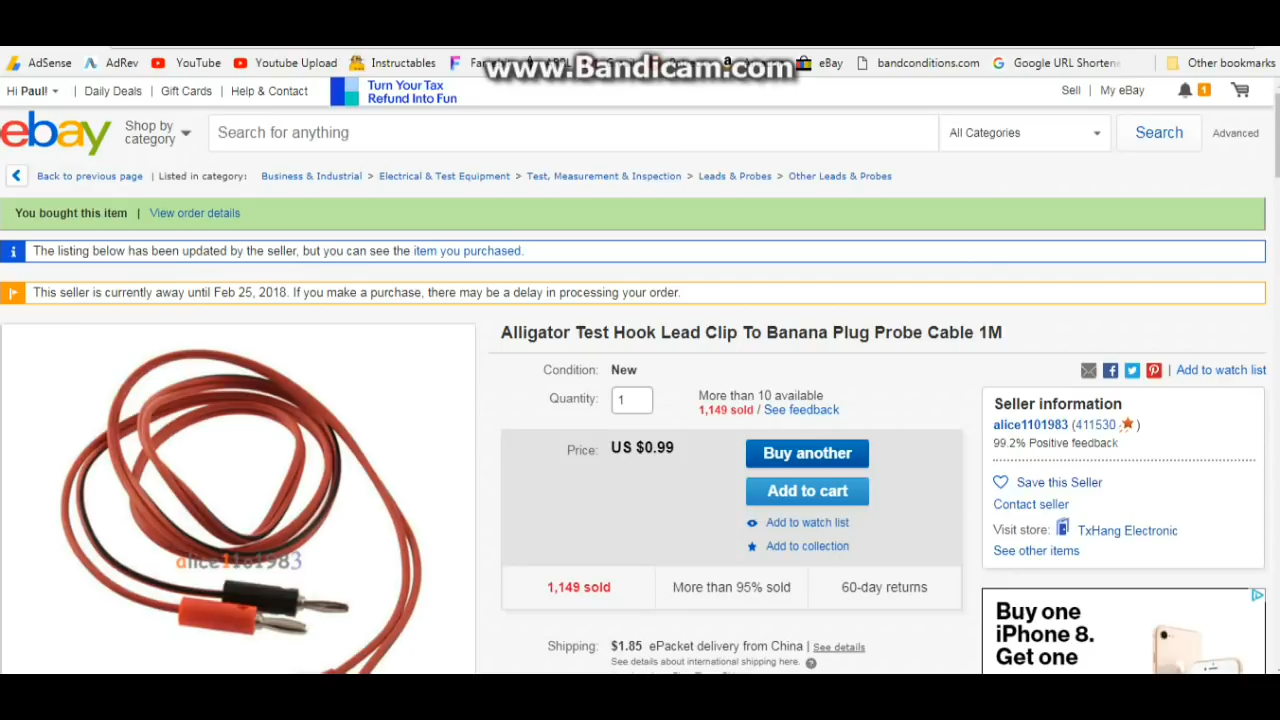 AdSense AdRev YouTube Youtube Upload Instructables www.Bandicam.com eBay bandconditions.com Google URL Shortene Other bookmarks
Hi Paul! Daily Deals Gift Cards Help & Contact
Turn Your Tax
Refund Into Fun
Sell My eBay 1
ebay
Shop by
category
Search for anything All Categories Search Advanced
Back to previous page | Listed in category: Business & Industrial > Electrical & Test Equipment > Test, Measurement & Inspection > Leads & Probes > Other Leads & Probes
You bought this item | View order details
The listing below has been updated by the seller, but you can see the item you purchased.
This seller is currently away until Feb 25, 2018. If you make a purchase, there may be a delay in processing your order.
alice11o1983
Alligator Test Hook Lead Clip To Banana Plug Probe Cable 1M
| Add to watch list
Condition: New
Quantity: 1
More than 10 available
1,149 sold / See feedback
Price: US $0.99
Buy another
Add to cart
Add to watch list
Add to collection
1,149 sold More than 95% sold 60-day returns
Shipping: $1.85 ePacket delivery from China | See details
See details about international shipping here.
Seller information
alice1101983 (411530 )
99.2% Positive feedback
Save this Seller
Contact seller
Visit store: TxHang Electronic
See other items
Buy one
iPhone 8.
Get one